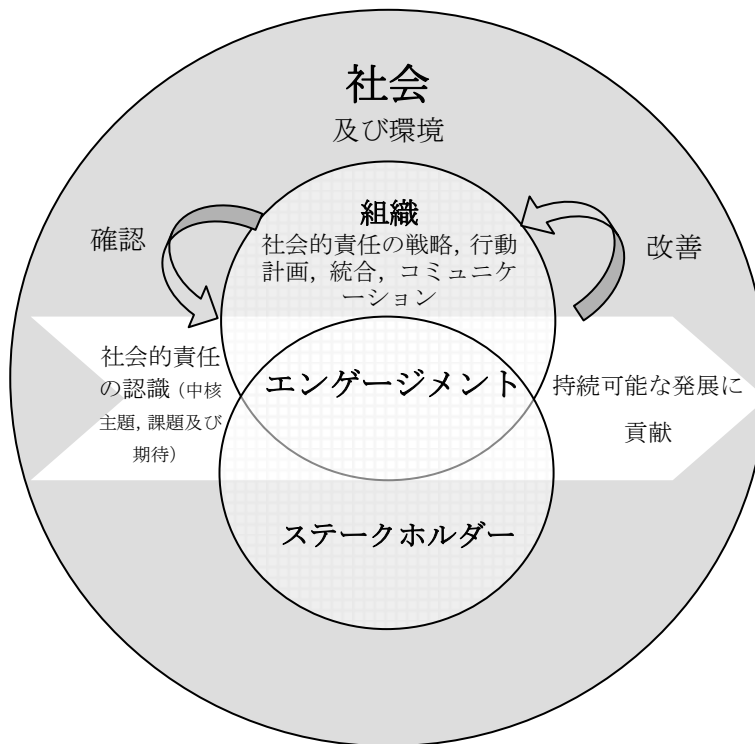 社会
及び環境
確認
組織
社会的責任の戦略, 行動
計画, 統合, コミュニケ
ーション
改善
社会的責任
の認識（中核
主題, 課題及び
期待）
エンゲージメント
持続可能な発展に
貢献
ステークホルダー